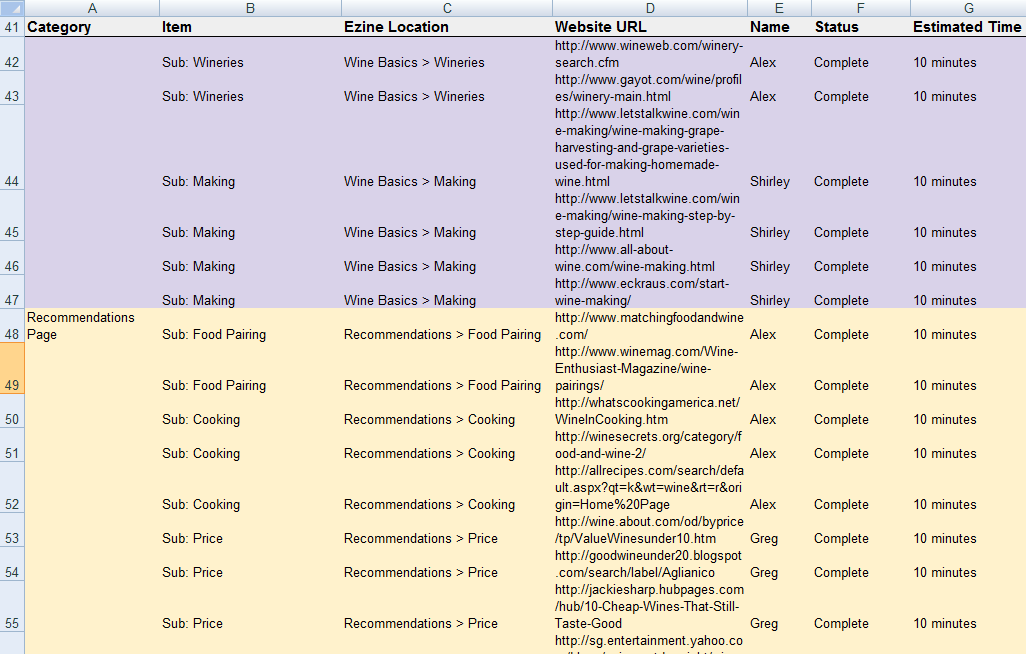 A B C D E F G
41 Category Item Ezine Location Website URL Name Status Estimated Time
http://www.wineweb.com/winery-
42 Sub: Wineries Wine Basics > Wineries search.cfm Alex Complete 10 minutes
http://www.gayot.com/wine/profil
43 Sub: Wineries Wine Basics > Wineries es/winery-main.html Alex Complete 10 minutes
http://www.letstalkwine.com/win
e-making/wine-making-grape-
harvesting-and-grape-varieties-
used-for-making-homemade-
44 Sub: Making Wine Basics > Making wine.html Shirley Complete 10 minutes
http://www.letstalkwine.com/win
e-making/wine-making-step-by-
45 Sub: Making Wine Basics > Making step-guide.html Shirley Complete 10 minutes
http://www.all-about-
46 Sub: Making Wine Basics > Making wine.com/wine-making.html Shirley Complete 10 minutes
http://www.eckraus.com/start-
47 Sub: Making Wine Basics > Making wine-making/ Shirley Complete 10 minutes
Recommendations http://www.matchingfoodandwine
48 Page Sub: Food Pairing Recommendations > Food Pairing .com/ Alex Complete 10 minutes
http://www.winemag.com/Wine-
Enthusiast-Magazine/wine-
49 Sub: Food Pairing Recommendations > Food Pairing pairings/ Alex Complete 10 minutes
http://whatscookingamerica.net/
50 Sub: Cooking Recommendations > Cooking WineInCooking.htm Alex Complete 10 minutes
http://winesecrets.org/category/f
51 Sub: Cooking Recommendations > Cooking ood-and-wine-2/ Alex Complete 10 minutes
http://allrecipes.com/search/defa
ult.aspx?qt=k&wt=wine&rt=r&ori
52 Sub: Cooking Recommendations > Cooking gin=Home%20Page Alex Complete 10 minutes
http://wine.about.com/od/byprice
53 Sub: Price Recommendations > Price /tp/ValueWinesunder10.htm Greg Complete 10 minutes
http://goodwineunder20.blogspot
54 Sub: Price Recommendations > Price .com/search/label/Aglianico Greg Complete 10 minutes
http://jackiesharp.hubpages.com
/hub/10-Cheap-Wines-That-Still-
55 Sub: Price Recommendations > Price Taste-Good Greg Complete 10 minutes
http://sg.entertainment.yahoo.co